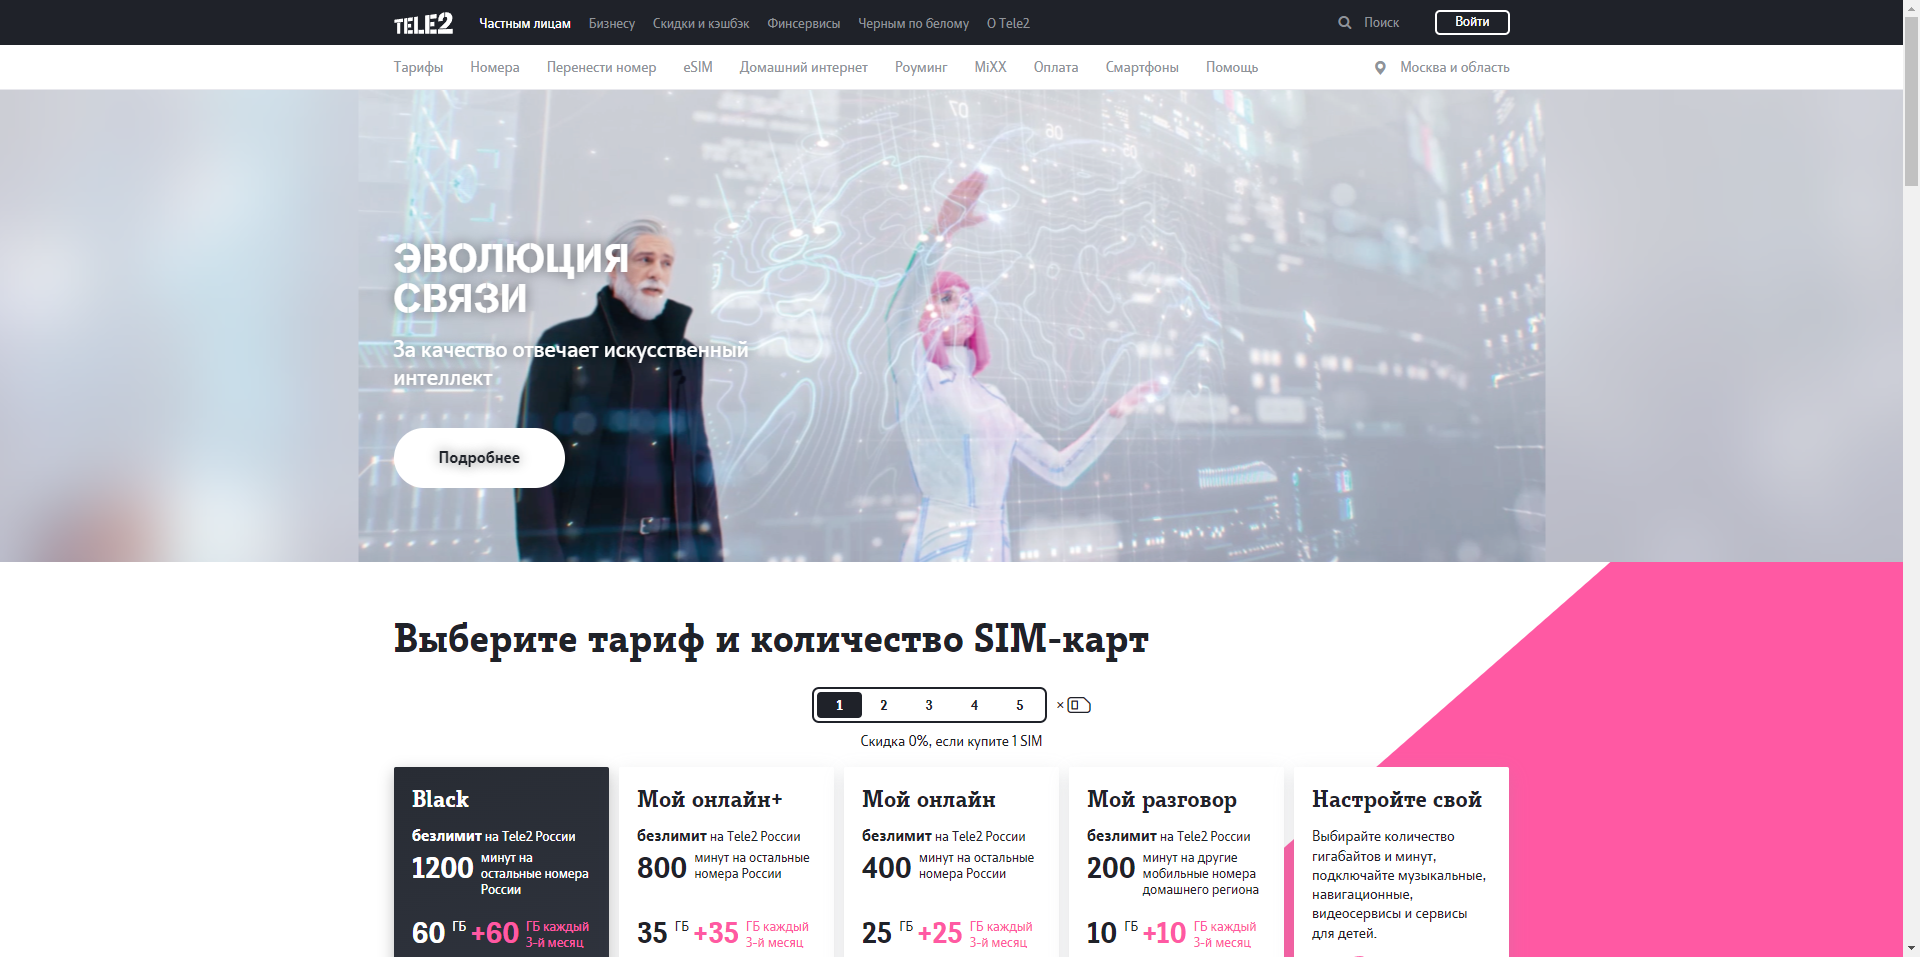 TELE2 Частным лицам Бизнесу Скидки и кэшбэк Финсервисы Черным по белому О Tele2 Поиск Войти
Тарифы Номера Перенести номер eSIM Домашний интернет Роуминг MiXX Оплата Смартфоны Помощь Москва и область
07
06
05
ЭВОЛЮЦИЯ
СВЯЗИ
За качество отвечает искусственный
интеллект
Подробнее
Выберите тариф и количество SIM-карт
1 2 3 4 5 ×
Скидка 0%, если купите 1 SIM
Black
безлимит на Tele2 России
1200 минут на
остальные номера
России
60 ГБ +60 ГБ каждый
3-й месяц
Мой онлайн+
безлимит на Tele2 России
800 минут на остальные
номера России
35 ГБ +35 ГБ каждый
3-й месяц
Мой онлайн
безлимит на Tele2 России
400 минут на остальные
номера России
25 ГБ +25 ГБ каждый
3-й месяц
Мой разговор
безлимит на Tele2 России
200 минут на другие
мобильные номера
домашнего региона
10 ГБ +10 ГБ каждый
3-й месяц
Настройте свой
Выбирайте количество
гигабайтов и минут,
подключайте музыкальные,
навигационные,
видеосервисы и сервисы
для детей.